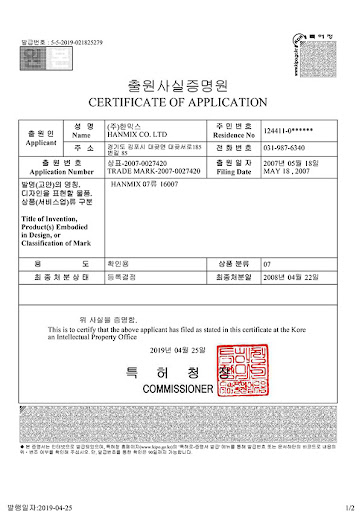 발급번호 : 5-5-2019-021825279
특허청
출원사실증명원
CERTIFICATE OF APPLICATION
출 원 인
Applicant
성 명
Name
(주)한믹스
HANMIX CO. LTD
주 민 번 호
Residence No
124411-0******
주 소
경기도 김포시 대곶면 대곶서로185
번길 85
전 화 번 호
031-987-6340
출 원 번 호
Application Number
상표-2007-0027420
TRADE MARK-2007-0027420
출 원 일 자
Filing Date
2007년 05월 18일
MAY 18 , 2007
발명(고안)의 명칭,
디자인을 표현할 물품,
상품(서비스업)류 구분
Title of Invention,
Product(s) Embodied
in Design, or
Classification of Mark
HANMIX 07류 16007
용 도
확인용
상품 분류
07
최 종 처 분 상 태
등록결정
최종처분일
2008년 04월 22일
위 사실을 증명함.
This is to certify that the above applicant has filed as stated in this certificate at the Kore
an Intellectual Property Office
2019년 04월 25일
특 허 청 장
COMMISSIONER
발행일자:2019-04-25
1/2